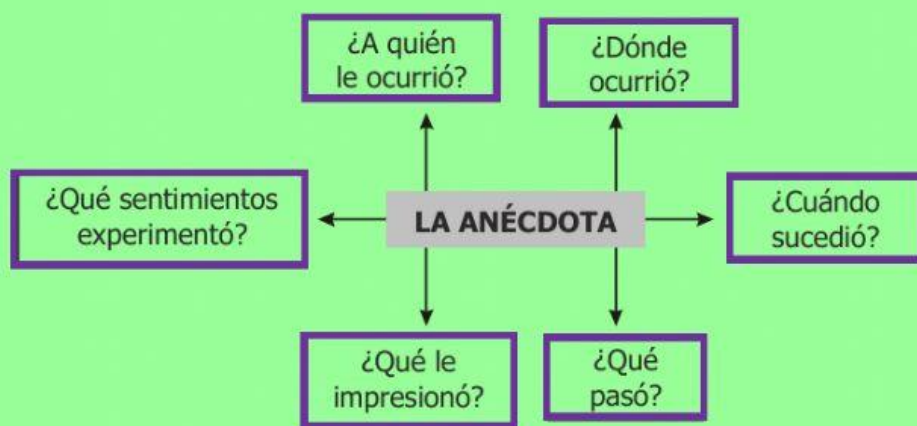 ¿A quién
le ocurrió?
¿Dónde
ocurrió?
¿Qué sentimientos
experimentó?
LA ANÉCDOTA
¿Cuándo
sucedió?
¿Qué le
impresionó?
¿Qué
pasó?